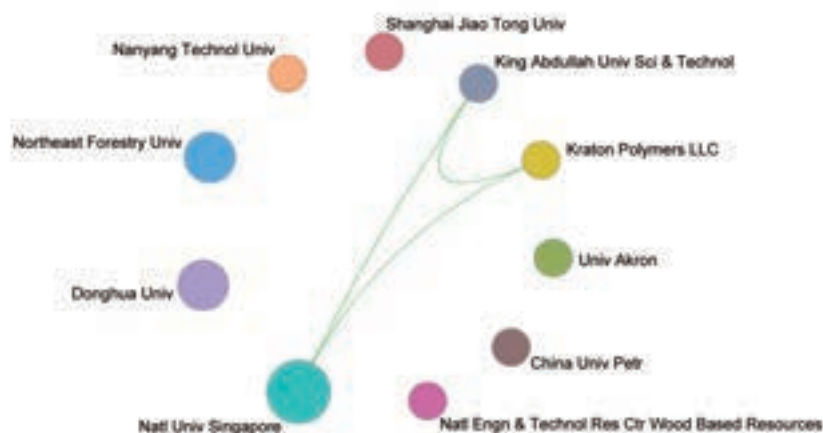 Shanghai Jiao Tong Univ
Nanyang Technol Univ
King Abdullah Univ Sci & Technol
Northeast Forestry Univ
Kraton Polymers LLC
Univ Akron
Donghua Univ
China Univ Petr
Natl Univ Singapore
Natl Engn & Technol Res Ctr Wood Based Resources